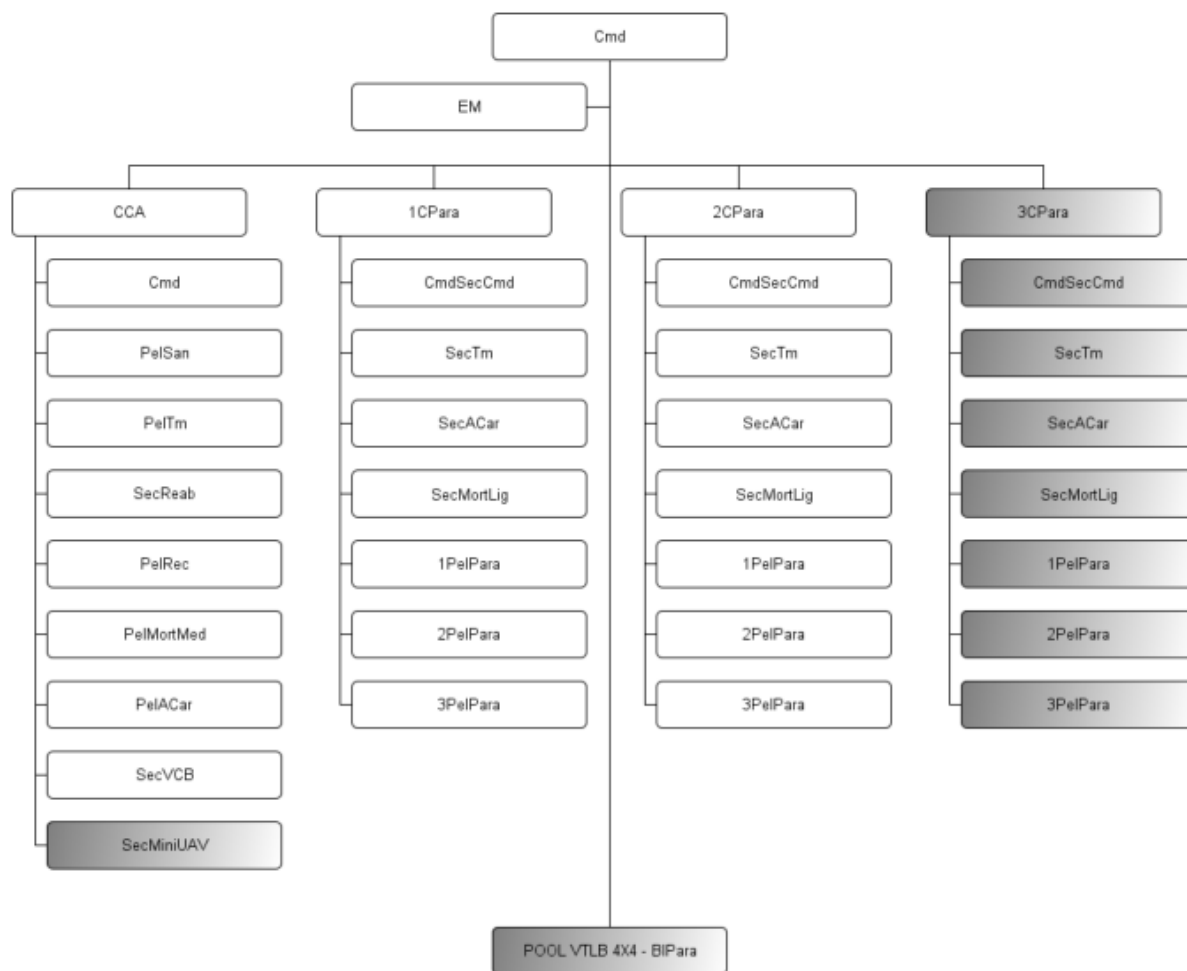 Cmd
EM
CCA
1CPara
2CPara
3CPara
Cmd
CmdSecCmd
CmdSecCmd
CmdSecCmd
PelSan
SecTm
SecTm
SecTm
PelTm
SecACar
SecACar
SecACar
SecReab
SecMortLig
SecMortLig
SecMortLig
PelRec
1PelPara
1PelPara
1PelPara
PelMortMed
2PelPara
2PelPara
2PelPara
PelACar
3PelPara
3PelPara
3PelPara
SecVCB
SecMiniUAV
POOL VTLB 4X4 - BIPara